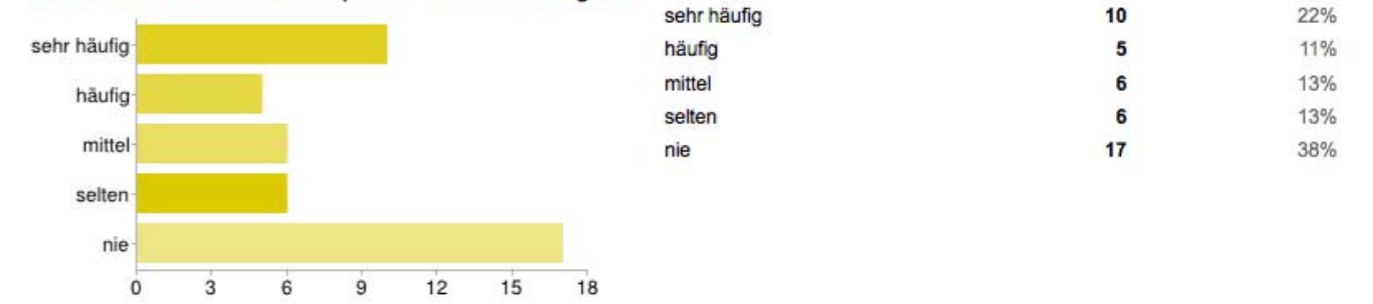 sehr häufig
häufig
mittel
selten
nie
0 3 6 9 12 15 18
sehr häufig 10 22%
häufig 5 11%
mittel 6 13%
selten 6 13%
nie 17 38%